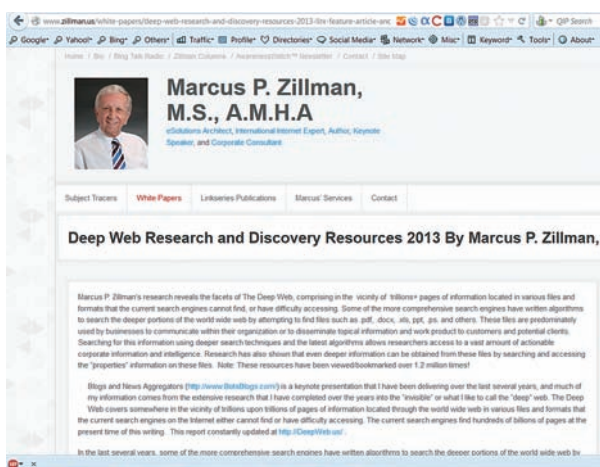 www.zillman.us/white-papers/deep-web-research-and-discovery-resources-2013-linr-feature-article-anc QIP Search
Google Yahoo! Bing Others Traffic Profile Directories Social Media Network Misc Keyword Tools About
Home / Bio / Blog Talk Radio / Zillman Columns / AwarenessWatch™ Newsletter / Contact / Site Map
Marcus P. Zillman,
M.S., A.M.H.A
eSolutions Architect, International Internet Expert, Author, Keynote
Speaker, and Corporate Consultant
Subject Tracers White Papers Linkseries Publications Marcus' Services Contact
Deep Web Research and Discovery Resources 2013 By Marcus P. Zillman,
Marcus P. Zillman's research reveals the facets of The Deep Web, comprising in the vicinity of trillions+ pages of information located in various files and
formats that the current search engines cannot find, or have difficulty accessing. Some of the more comprehensive search engines have written algorithms
to search the deeper portions of the world wide web by attempting to find files such as .pdf, .docx, .xls, ppt, .ps. and others. These files are predominately
used by businesses to communicate within their organization or to disseminate topical information and work product to customers and potential clients.
Searching for this information using deeper search techniques and the latest algorithms allows researchers access to a vast amount of actionable
corporate information and intelligence. Research has also shown that even deeper information can be obtained from these files by searching and accessing
the "properties" information on these files. Note: These resources have been viewed/bookmarked over 1.2 million times!
Blogs and News Aggregators (http://www.BotsBlogs.com/) is a keynote presentation that I have been delivering over the last several years, and much of
my information comes from the extensive research that I have completed over the years into the "invisible" or what I like to call the "deep" web. The Deep
Web covers somewhere in the vicinity of trillions upon trillions of pages of information located through the world wide web in various files and formats that
the current search engines on the Internet either cannot find or have difficulty accessing. The current search engines find hundreds of billions of pages at the
present time of this writing. This report constantly updated at http://DeepWeb.us/ .
In the last several years, some of the more comprehensive search engines have written algorithms to search the deeper portions of the world wide web by